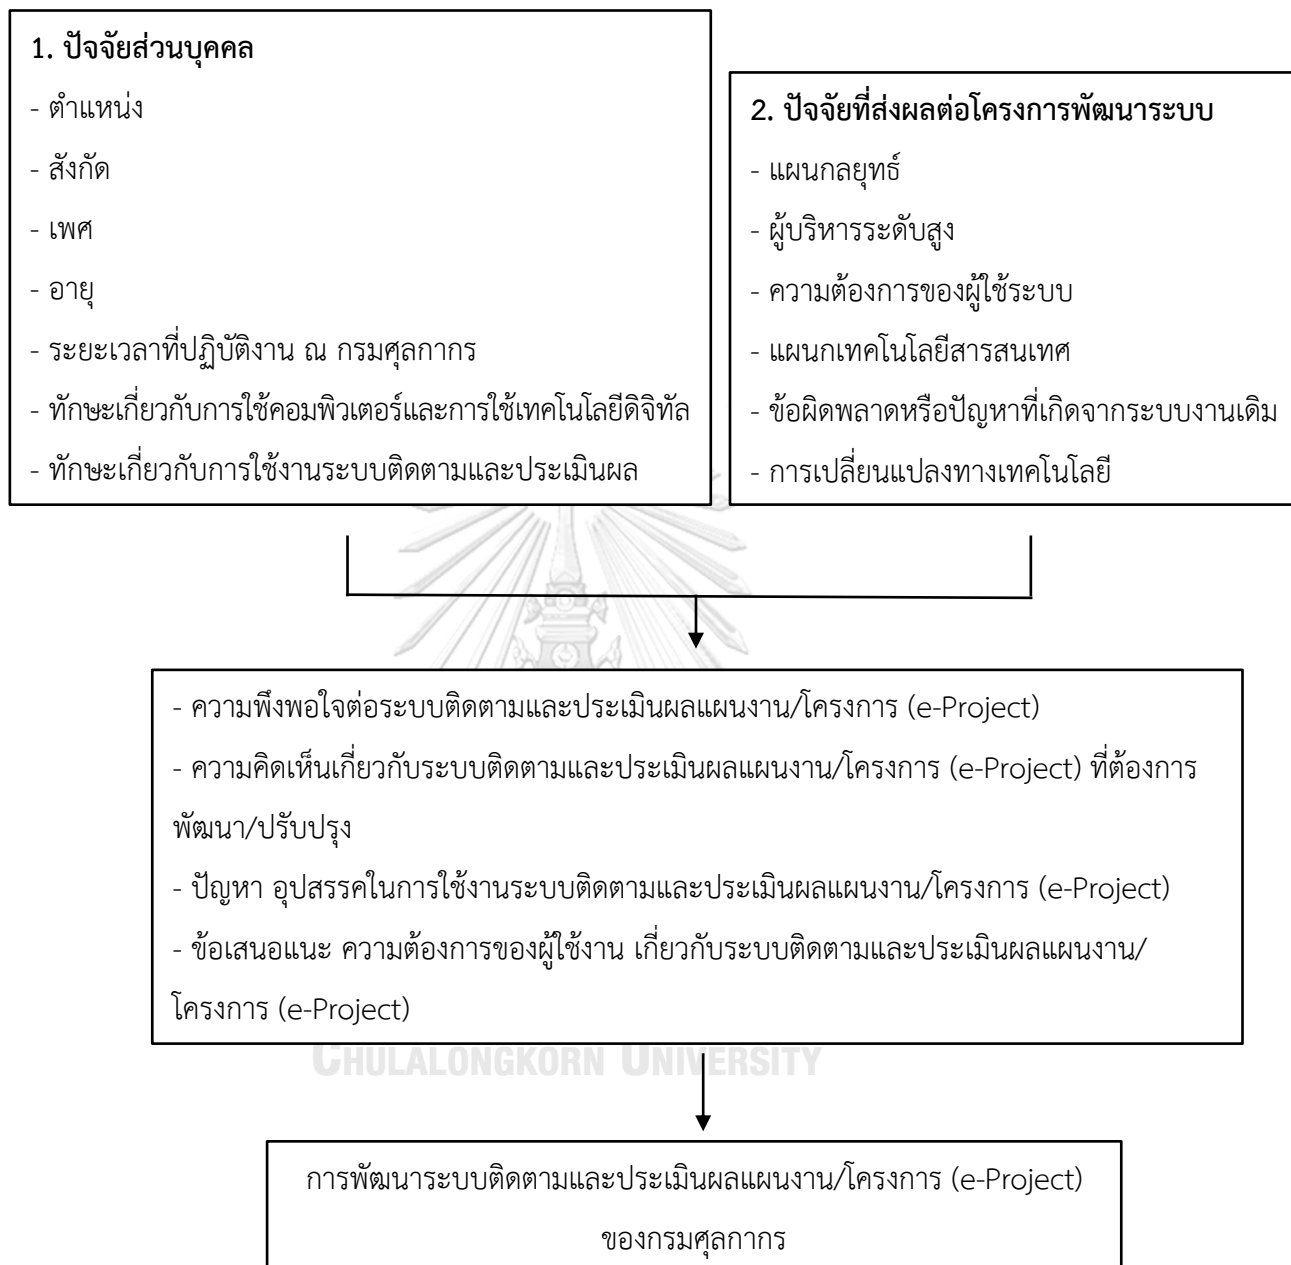 1. ปัจจัยส่วนบุคคล
- ตำแหน่ง
- สังกัด
- เพศ
- อายุ
- ระยะเวลาที่ปฏิบัติงาน ณ กรมศุลกากร
- ทักษะเกี่ยวกับการใช้คอมพิวเตอร์และการใช้เทคโนโลยีดิจิทัล
- ทักษะเกี่ยวกับการใช้งานระบบติดตามและประเมินผล
2. ปัจจัยที่ส่งผลต่อโครงการพัฒนาระบบ
- แผนกลยุทธ์
- ผู้บริหารระดับสูง
- ความต้องการของผู้ใช้ระบบ
- แผนกเทคโนโลยีสารสนเทศ
- ข้อผิดพลาดหรือปัญหาที่เกิดจากระบบงานเดิม
- การเปลี่ยนแปลงทางเทคโนโลยี
- ความพึงพอใจต่อระบบติดตามและประเมินผลแผนงาน/โครงการ (e-Project)
- ความคิดเห็นเกี่ยวกับระบบติดตามและประเมินผลแผนงาน/โครงการ (e-Project) ที่ต้องการ
พัฒนา/ปรับปรุง
- ปัญหา อุปสรรคในการใช้งานระบบติดตามและประเมินผลแผนงาน/โครงการ (e-Project)
- ข้อเสนอแนะ ความต้องการของผู้ใช้งาน เกี่ยวกับระบบติดตามและประเมินผลแผนงาน/
โครงการ (e-Project)
CHULALONGKORN UNIVERSITY
การพัฒนาระบบติดตามและประเมินผลแผนงาน/โครงการ (e-Project)
ของกรมศุลกากร